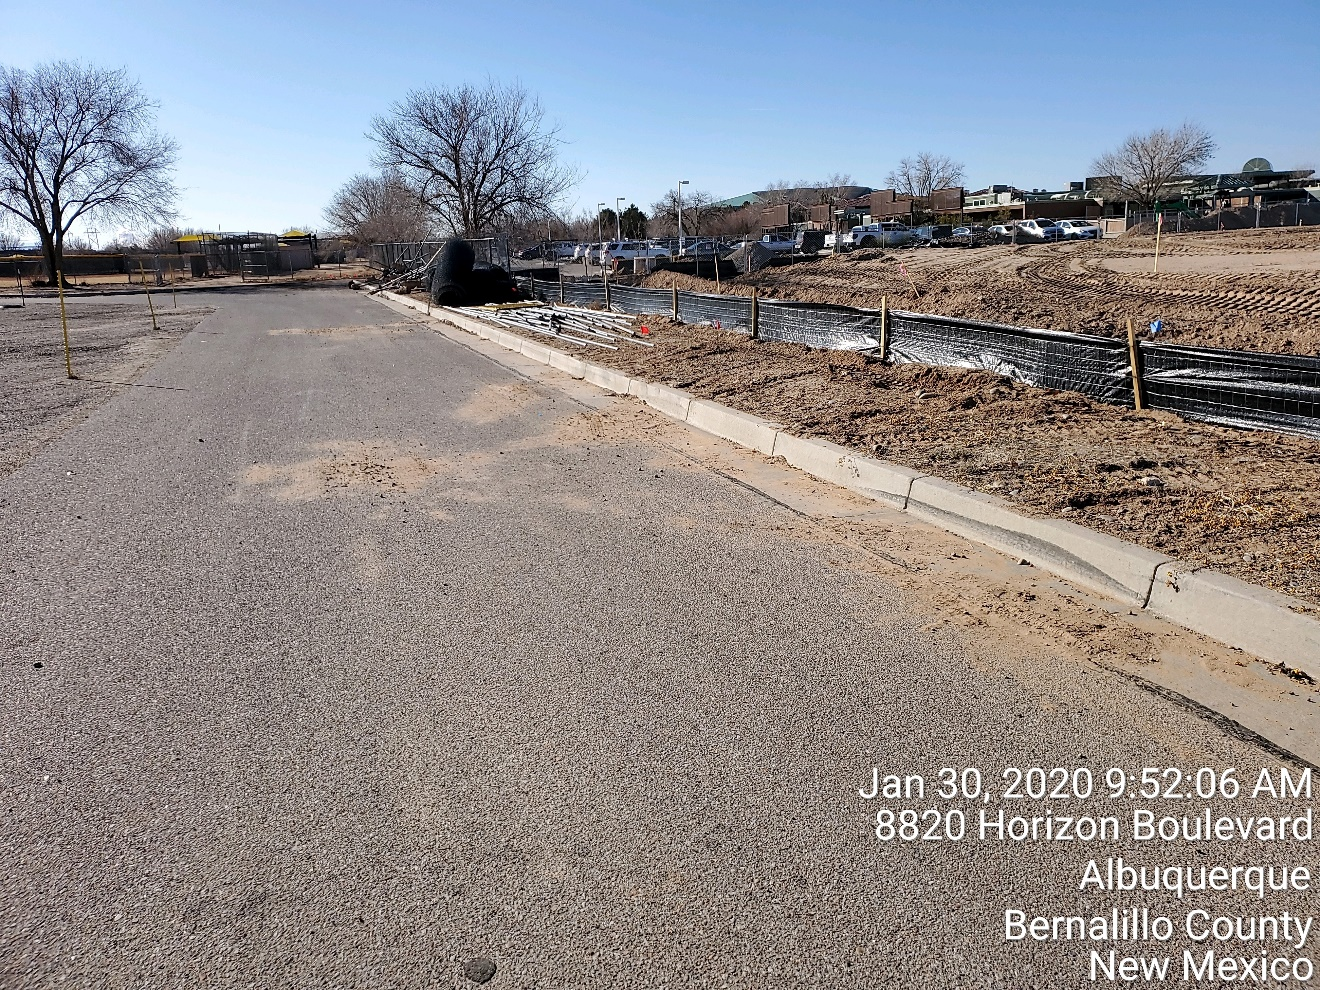 Jan 30, 2020 9:52:06 AM
8820 Horizon Boulevard
Albuquerque
Bernalillo County
New Mexico